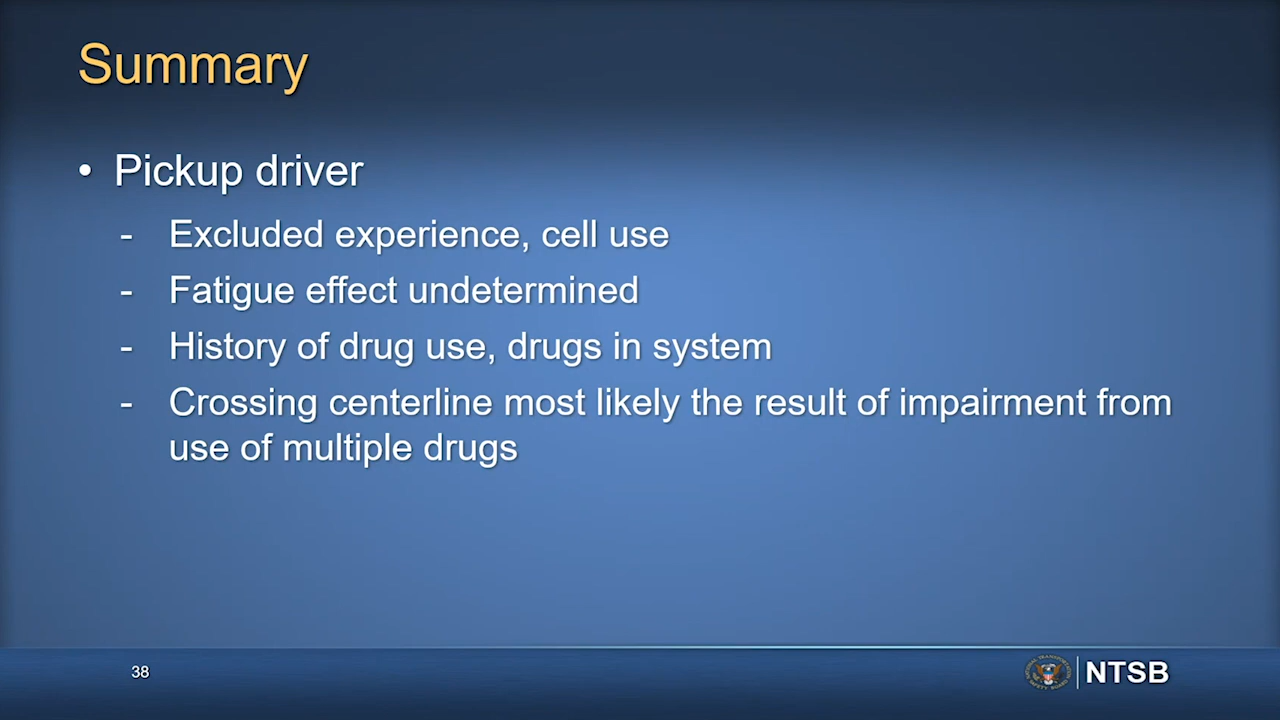 Summary
• Pickup driver
- Excluded experience, cell use
- Fatigue effect undetermined
- History of drug use, drugs in system
- Crossing centerline most likely the result of impairment from
use of multiple drugs
38
NTSB